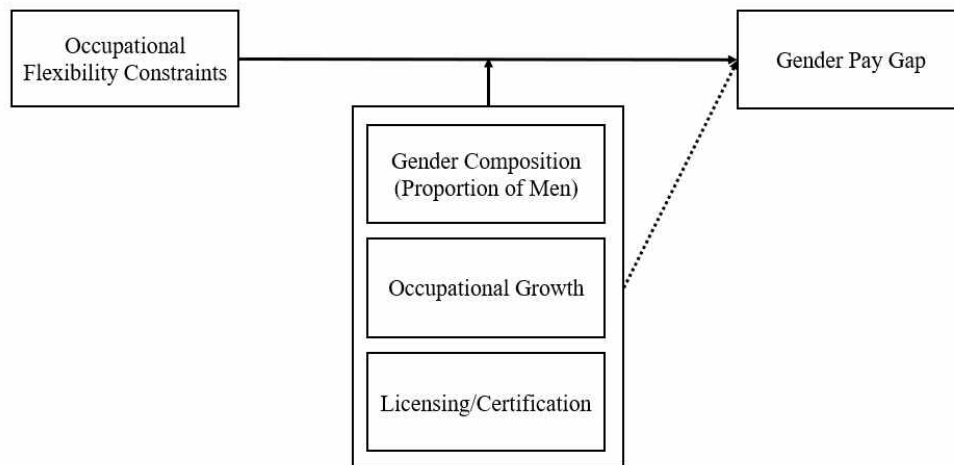 Occupational
Flexibility Constraints
Gender Pay Gap
Gender Composition
(Proportion of Men)
Occupational Growth
Licensing/Certification